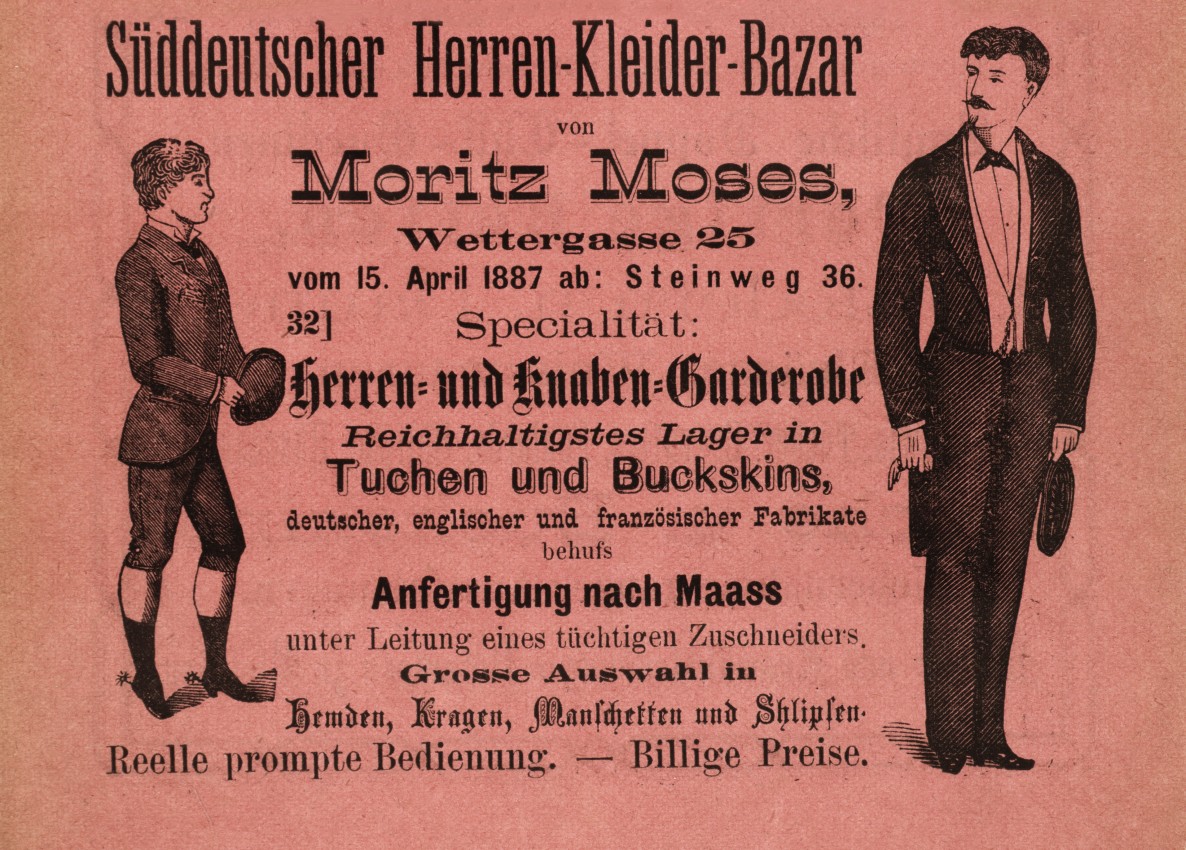 Süddeutscher Herren-Kleider-Bazar
von
Moritz Moses,
Wettergasse 25
vom 15. April 1887 ab: Steinweg 36.
32] Specialität:
Herren- und Knaben-Garderobe
Reichhaltigstes Lager in
Tuchen und Buckskins,
deutscher, englischer und französischer Fabrikate
behufs
Anfertigung nach Maass
unter Leitung eines tüchtigen Zuschneiders.
Grosse Auswahl in
Hemden, Kragen, Manschetten und Shlipsen.
Reelle prompte Bedienung. — Billige Preise.